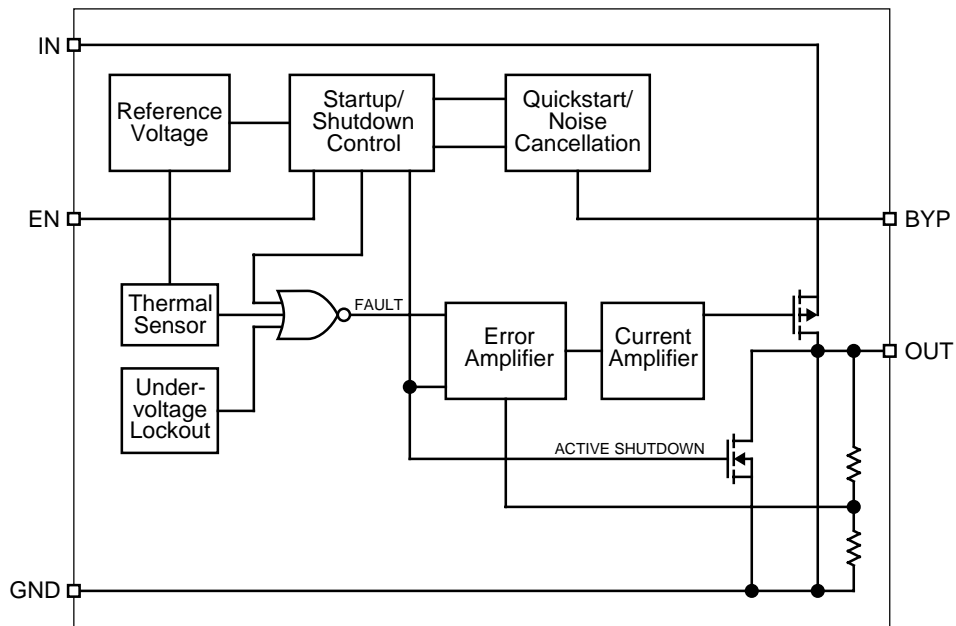 IN
Reference
Voltage
Startup/
Shutdown
Control
Quickstart/
Noise
Cancellation
EN
BYP
Thermal
Sensor
FAULT
Error
Amplifier
Current
Amplifier
OUT
Under-
voltage
Lockout
ACTIVE SHUTDOWN
GND